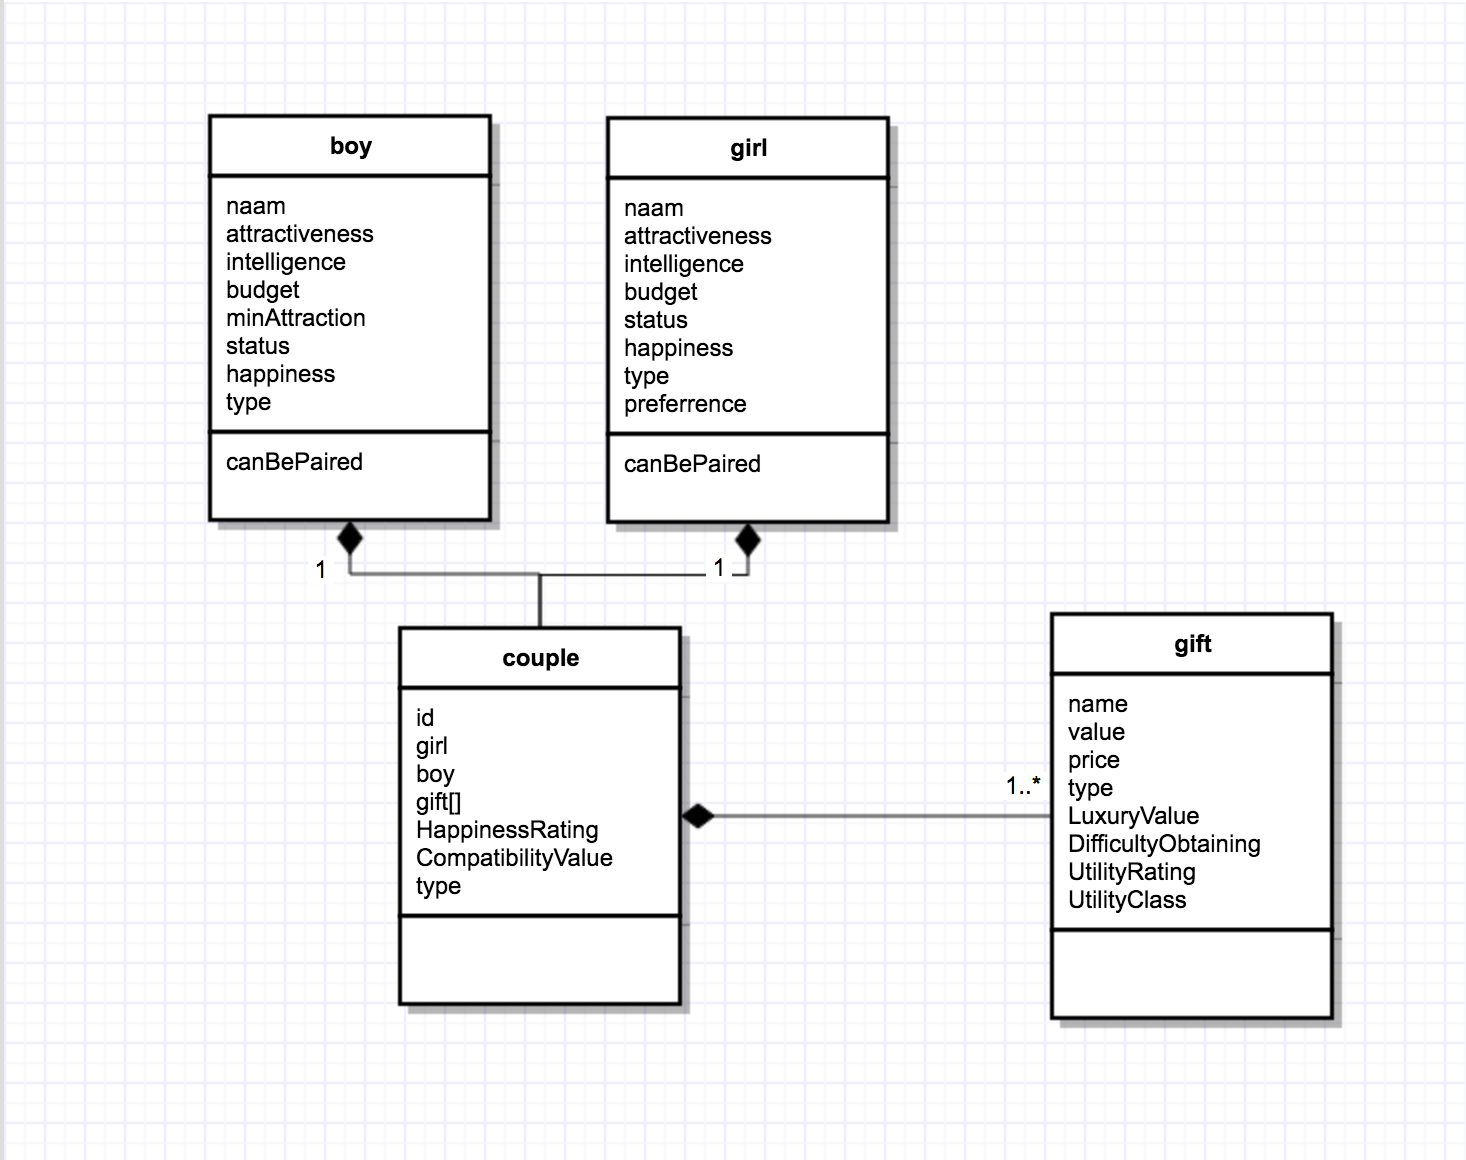 boy
naam
attractiveness
intelligence
budget
minAttraction
status
happiness
type
canBePaired
girl
naam
attractiveness
intelligence
budget
status
happiness
type
preferrence
canBePaired
1
1
couple
id
girl
boy
gift[]
HappinessRating
CompatibilityValue
type
1..*
gift
name
value
price
type
LuxuryValue
DifficultyObtaining
UtilityRating
UtilityClass